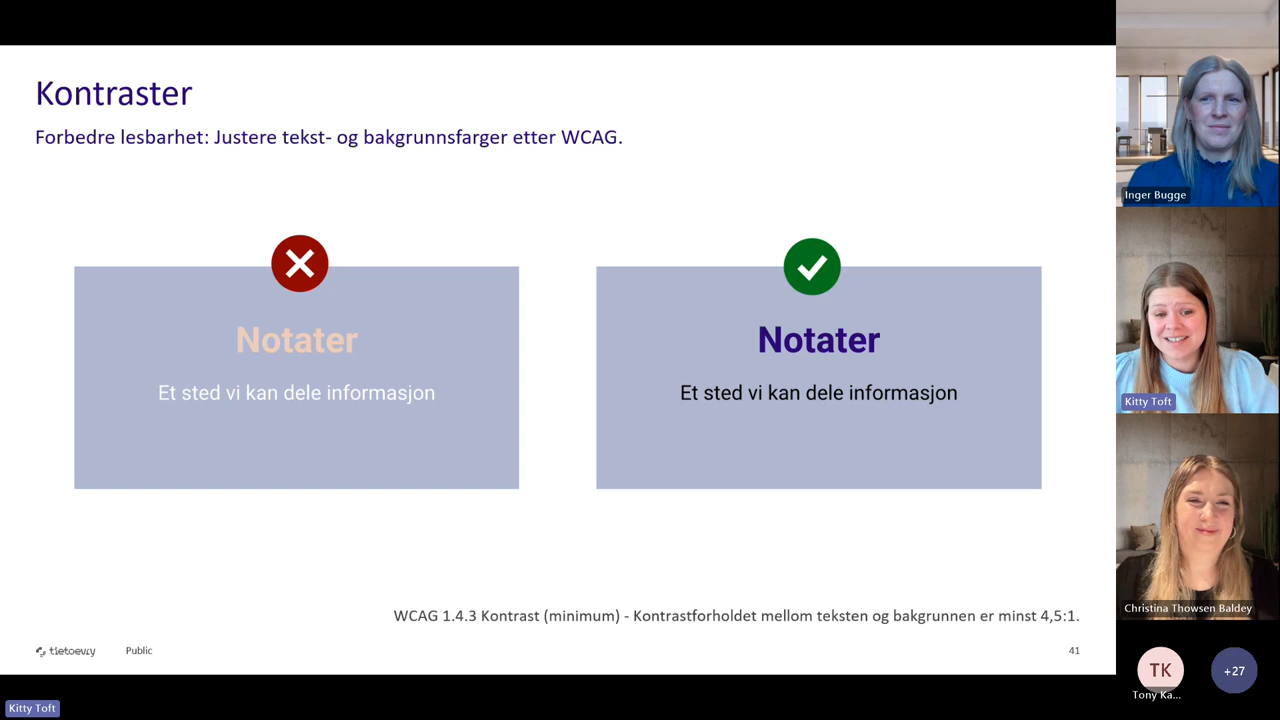 Kontraster
Forbedre lesbarhet: Justere tekst- og bakgrunnsfarger etter WCAG.
Notater
Et sted vi kan dele informasjon
Notater
Et sted vi kan dele informasjon
WCAG 1.4.3 Kontrast (minimum) - Kontrastforholdet mellom teksten og bakgrunnen er minst 4,5:1.
tietoevry
Public
41
Kitty Toft
Inger Bugge
Kitty Toft
Christina Thowsen Baldey
TK
Tony Ka...
+27